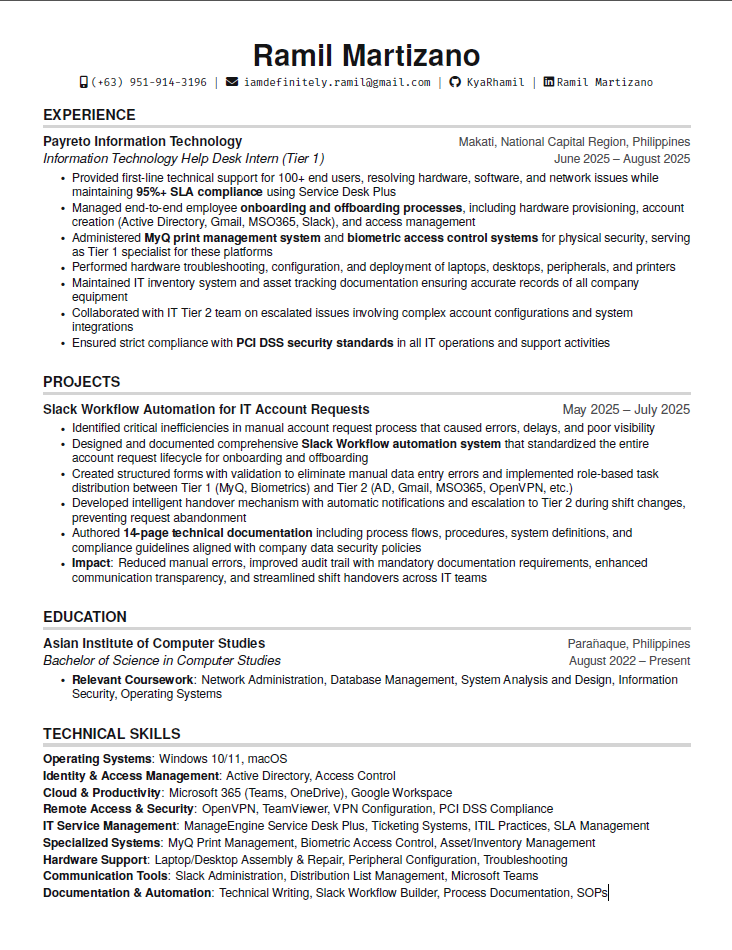 Ramil Martizano
(+63) 951-914-3196 | iamdefinitely.ramil@gmail.com | KyaRhamil | Ramil Martizano
EXPERIENCE
Payreto Information Technology Makati, National Capital Region, Philippines
Information Technology Help Desk Intern (Tier 1) June 2025 – August 2025
• Provided first-line technical support for 100+ end users, resolving hardware, software, and network issues while
maintaining 95%+ SLA compliance using Service Desk Plus
• Managed end-to-end employee onboarding and offboarding processes, including hardware provisioning, account
creation (Active Directory, Gmail, MSO365, Slack), and access management
• Administered MyQ print management system and biometric access control systems for physical security, serving
as Tier 1 specialist for these platforms
• Performed hardware troubleshooting, configuration, and deployment of laptops, desktops, peripherals, and printers
• Maintained IT inventory system and asset tracking documentation ensuring accurate records of all company
equipment
• Collaborated with IT Tier 2 team on escalated issues involving complex account configurations and system
integrations
• Ensured strict compliance with PCI DSS security standards in all IT operations and support activities
PROJECTS
Slack Workflow Automation for IT Account Requests May 2025 – July 2025
• Identified critical inefficiencies in manual account request process that caused errors, delays, and poor visibility
• Designed and documented comprehensive Slack Workflow automation system that standardized the entire
account request lifecycle for onboarding and offboarding
• Created structured forms with validation to eliminate manual data entry errors and implemented role-based task
distribution between Tier 1 (MyQ, Biometrics) and Tier 2 (AD, Gmail, MSO365, OpenVPN, etc.)
• Developed intelligent handover mechanism with automatic notifications and escalation to Tier 2 during shift changes,
preventing request abandonment
• Authored 14-page technical documentation including process flows, procedures, system definitions, and
compliance guidelines aligned with company data security policies
• Impact: Reduced manual errors, improved audit trail with mandatory documentation requirements, enhanced
communication transparency, and streamlined shift handovers across IT teams
EDUCATION
Asian Institute of Computer Studies Parañaque, Philippines
Bachelor of Science in Computer Studies August 2022 – Present
• Relevant Coursework: Network Administration, Database Management, System Analysis and Design, Information
Security, Operating Systems
TECHNICAL SKILLS
Operating Systems: Windows 10/11, macOS
Identity & Access Management: Active Directory, Access Control
Cloud & Productivity: Microsoft 365 (Teams, OneDrive), Google Workspace
Remote Access & Security: OpenVPN, TeamViewer, VPN Configuration, PCI DSS Compliance
IT Service Management: ManageEngine Service Desk Plus, Ticketing Systems, ITIL Practices, SLA Management
Specialized Systems: MyQ Print Management, Biometric Access Control, Asset/Inventory Management
Hardware Support: Laptop/Desktop Assembly & Repair, Peripheral Configuration, Troubleshooting
Communication Tools: Slack Administration, Distribution List Management, Microsoft Teams
Documentation & Automation: Technical Writing, Slack Workflow Builder, Process Documentation, SOPs